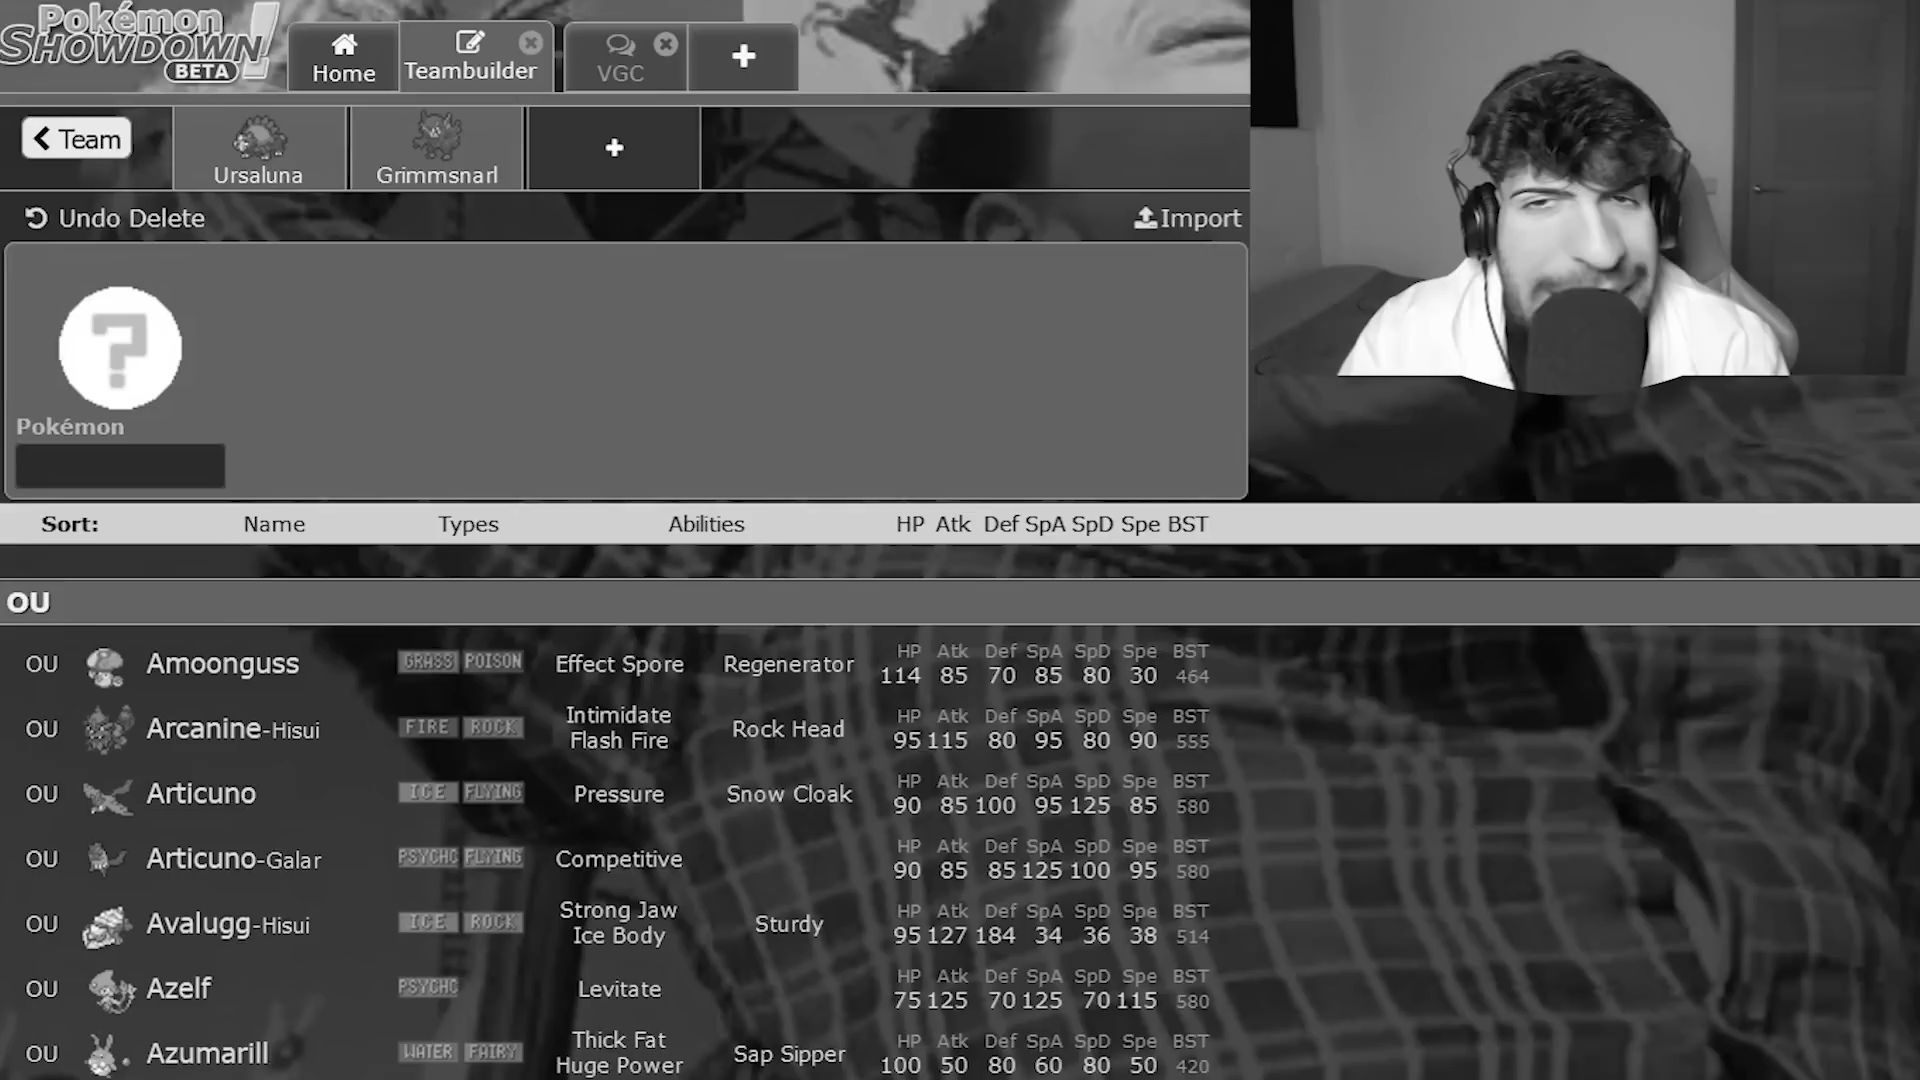 Pokémon
SHOWDOWN!
BETA
Home
Teambuilder
VGC
Team
Ursaluna
Grimmsnarl
Undo Delete
Import
Pokémon
Sort: Name Types Abilities HP Atk Def SpA SpD Spe BST
OU
OU Amoonguss GRASS POISON Effect Spore Regenerator HP 114 Atk 85 Def 70 SpA 85 SpD 80 Spe 30 BST 464
OU Arcanine-Hisui FIRE ROCK Intimidate Flash Fire Rock Head HP 95 Atk 115 Def 80 SpA 95 SpD 80 Spe 90 BST 555
OU Articuno ICE FLYING Pressure Snow Cloak HP 90 Atk 85 Def 100 SpA 95 SpD 125 Spe 85 BST 580
OU Articuno-Galar PSYCHC FLYING Competitive HP 90 Atk 85 Def 85 SpA 125 SpD 100 Spe 95 BST 580
OU Avalugg-Hisui ICE ROCK Strong Jaw Ice Body Sturdy HP 95 Atk 127 Def 184 SpA 34 SpD 36 Spe 38 BST 514
OU Azelf PSYCHC Levitate HP 75 Atk 125 Def 70 SpA 125 SpD 70 Spe 115 BST 580
OU Azumarill WATER FAIRY Thick Fat Huge Power Sap Sipper HP 100 Atk 50 Def 80 SpA 60 SpD 80 Spe 50 BST 420